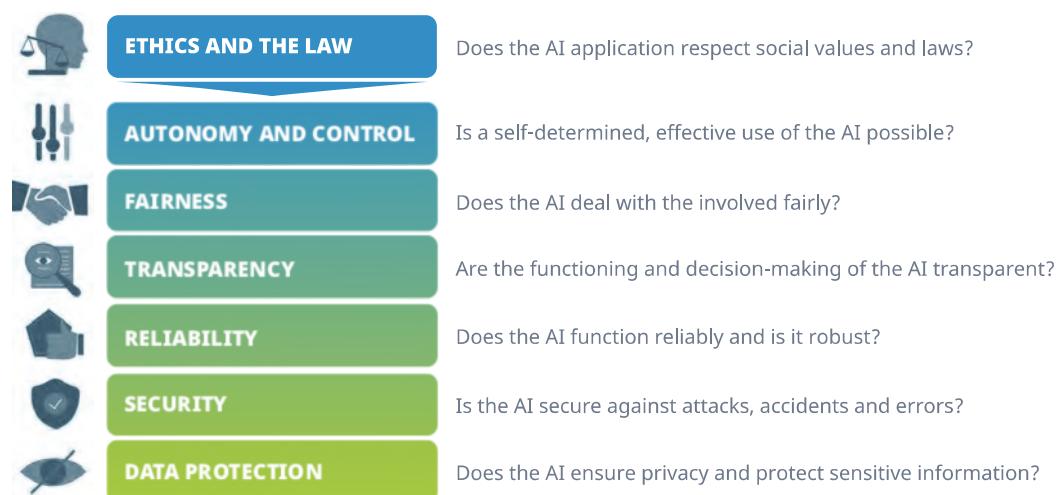 ETHICS AND THE LAW
Does the AI application respect social values and laws?
AUTONOMY AND CONTROL
Is a self-determined, effective use of the AI possible?
FAIRNESS
Does the AI deal with the involved fairly?
TRANSPARENCY
Are the functioning and decision-making of the AI transparent?
RELIABILITY
Does the AI function reliably and is it robust?
SECURITY
Is the AI secure against attacks, accidents and errors?
DATA PROTECTION
Does the AI ensure privacy and protect sensitive information?